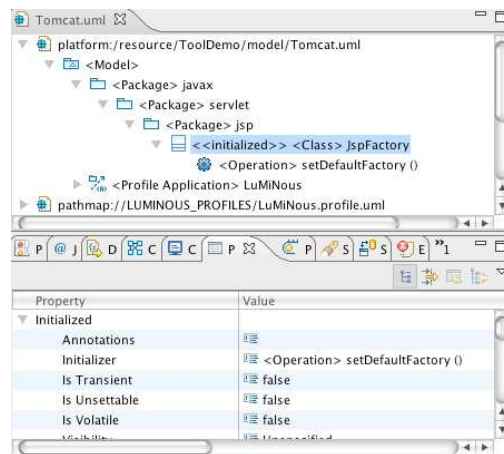 Tomcat.uml
platform:/resource/ToolDemo/model/Tomcat.uml
<Model>
<Package> javax
<Package> servlet
<Package> jsp
<<initialized>> <Class> JspFactory
<Operation> setDefaultFactory ()
<Profile Application> LuMiNous
pathmap://LUMINOUS_PROFILES/LuMiNous.profile.uml
P @ J D C C P P S S E »1
Property Value
Initialized
Annotations
Initializer <Operation> setDefaultFactory ()
Is Transient false
Is Unsettable false
Is Volatile false
Visibility Unspecified